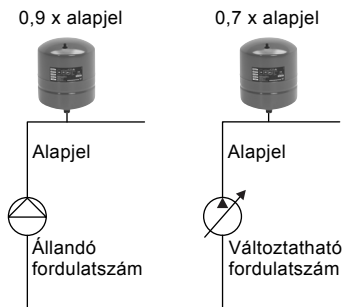 0,9 x alapjel
0,7 x alapjel
Alapjel
Alapjel
Állandó
fordulatszám
Változtatható
fordulatszám